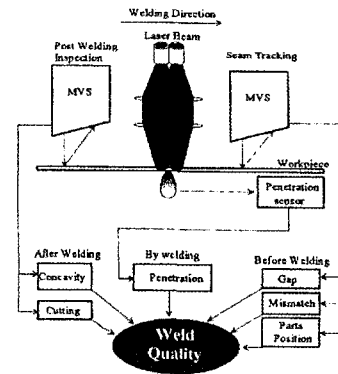 Welding Direction
Laser Beam
Post Welding
Inspection
Seam Tracking
MVS
MVS
Workpiece
Penetration
sensor
After Welding
By welding
Before Welding
Concavity
Penetration
Gap
Cutting
Mismatch
Parts
Position
Weld
Quality